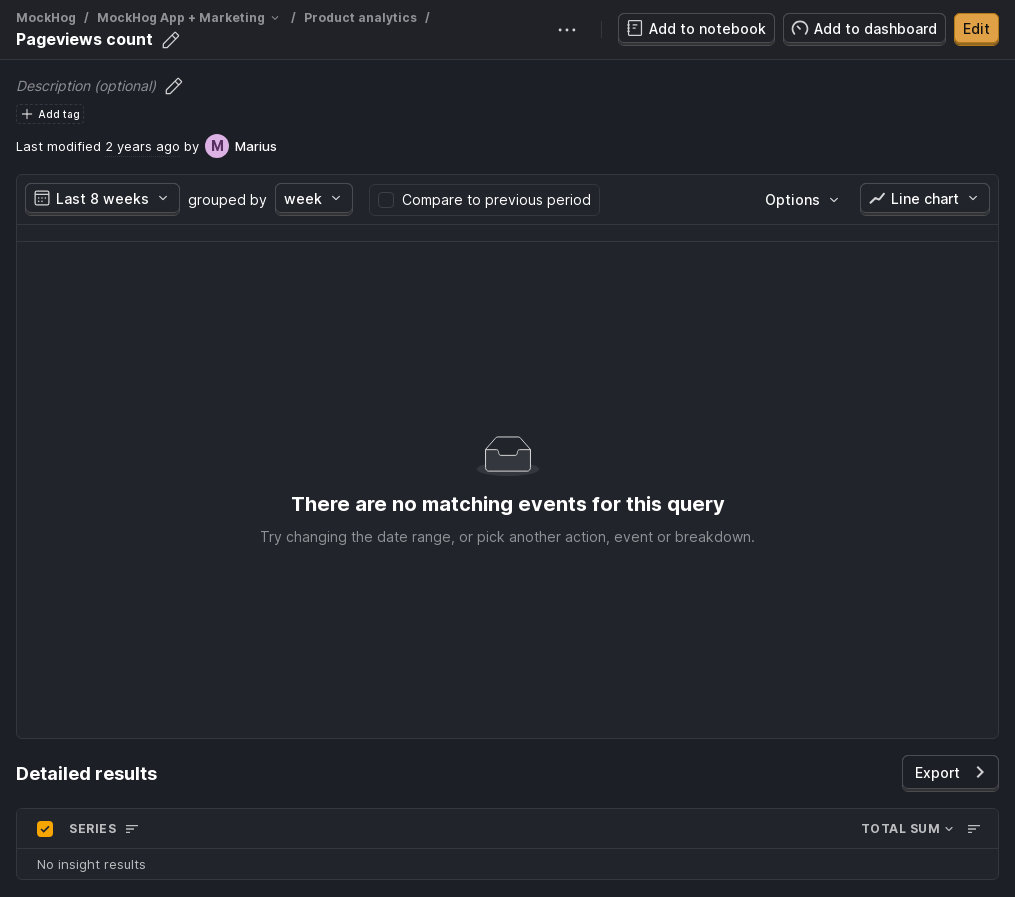 MockHog / MockHog App + Marketing / Product analytics /
Pageviews count
Add to notebook
Add to dashboard
Edit
Description (optional)
Add tag
Last modified 2 years ago by M Marius
Last 8 weeks grouped by week Compare to previous period Options Line chart
There are no matching events for this query
Try changing the date range, or pick another action, event or breakdown.
Detailed results
Export
SERIES TOTAL SUM
No insight results